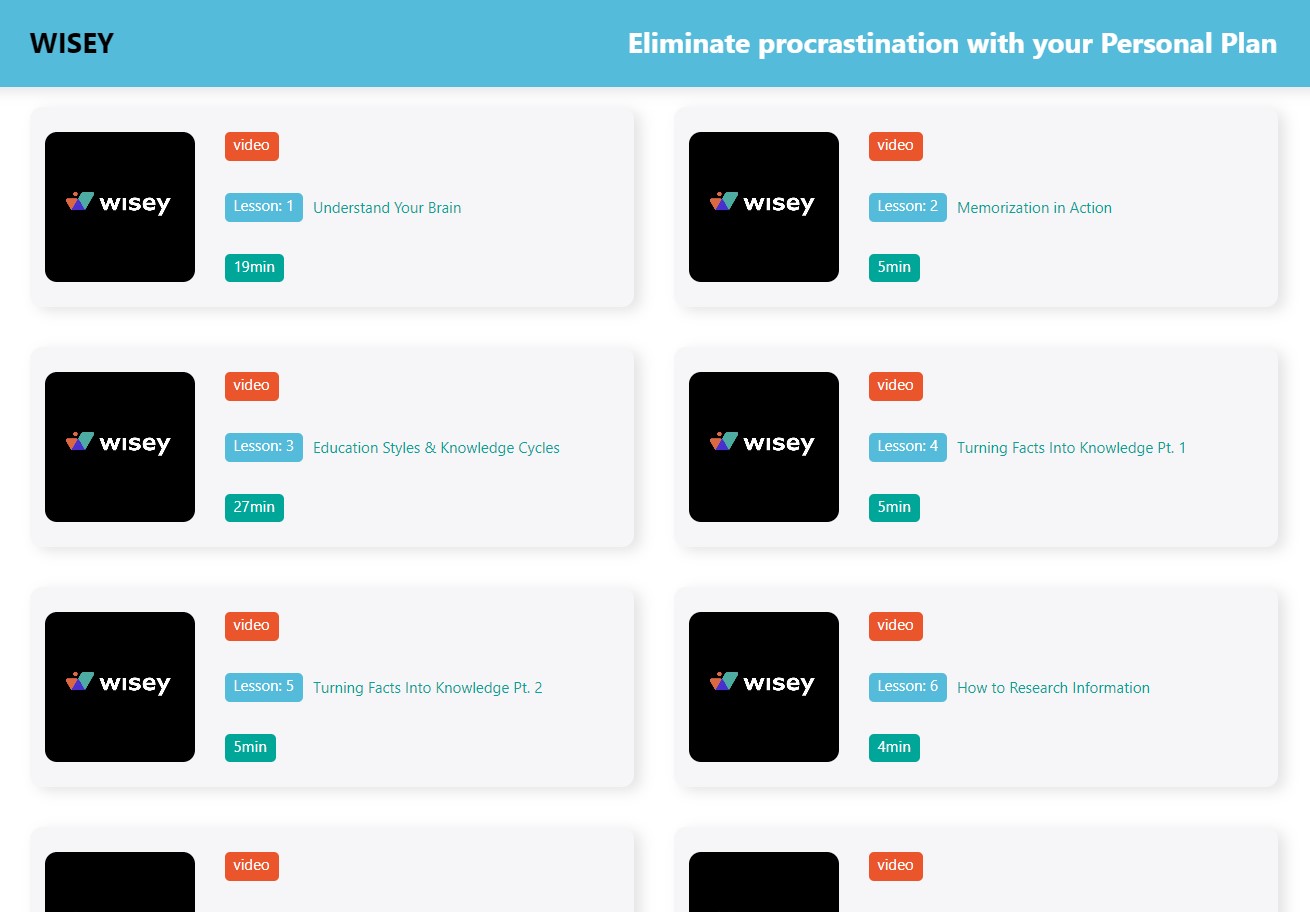 WISEY
Eliminate procrastination with your Personal Plan
wisey
video
Lesson: 1 Understand Your Brain
19min
wisey
video
Lesson: 2 Memorization in Action
5min
wisey
video
Lesson: 3 Education Styles & Knowledge Cycles
27min
wisey
video
Lesson: 4 Turning Facts Into Knowledge Pt. 1
5min
wisey
video
Lesson: 5 Turning Facts Into Knowledge Pt. 2
5min
wisey
video
Lesson: 6 How to Research Information
4min
video
video